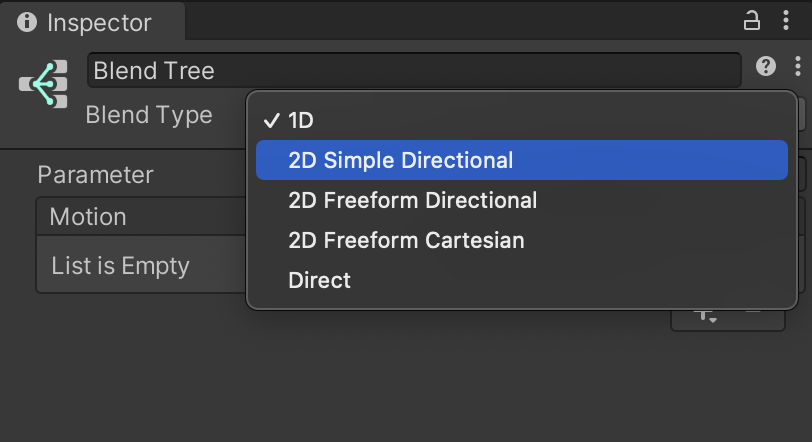 Inspector
Blend Tree
Blend Type
1D
2D Simple Directional
2D Freeform Directional
2D Freeform Cartesian
Direct
Parameter
Motion
List is Empty